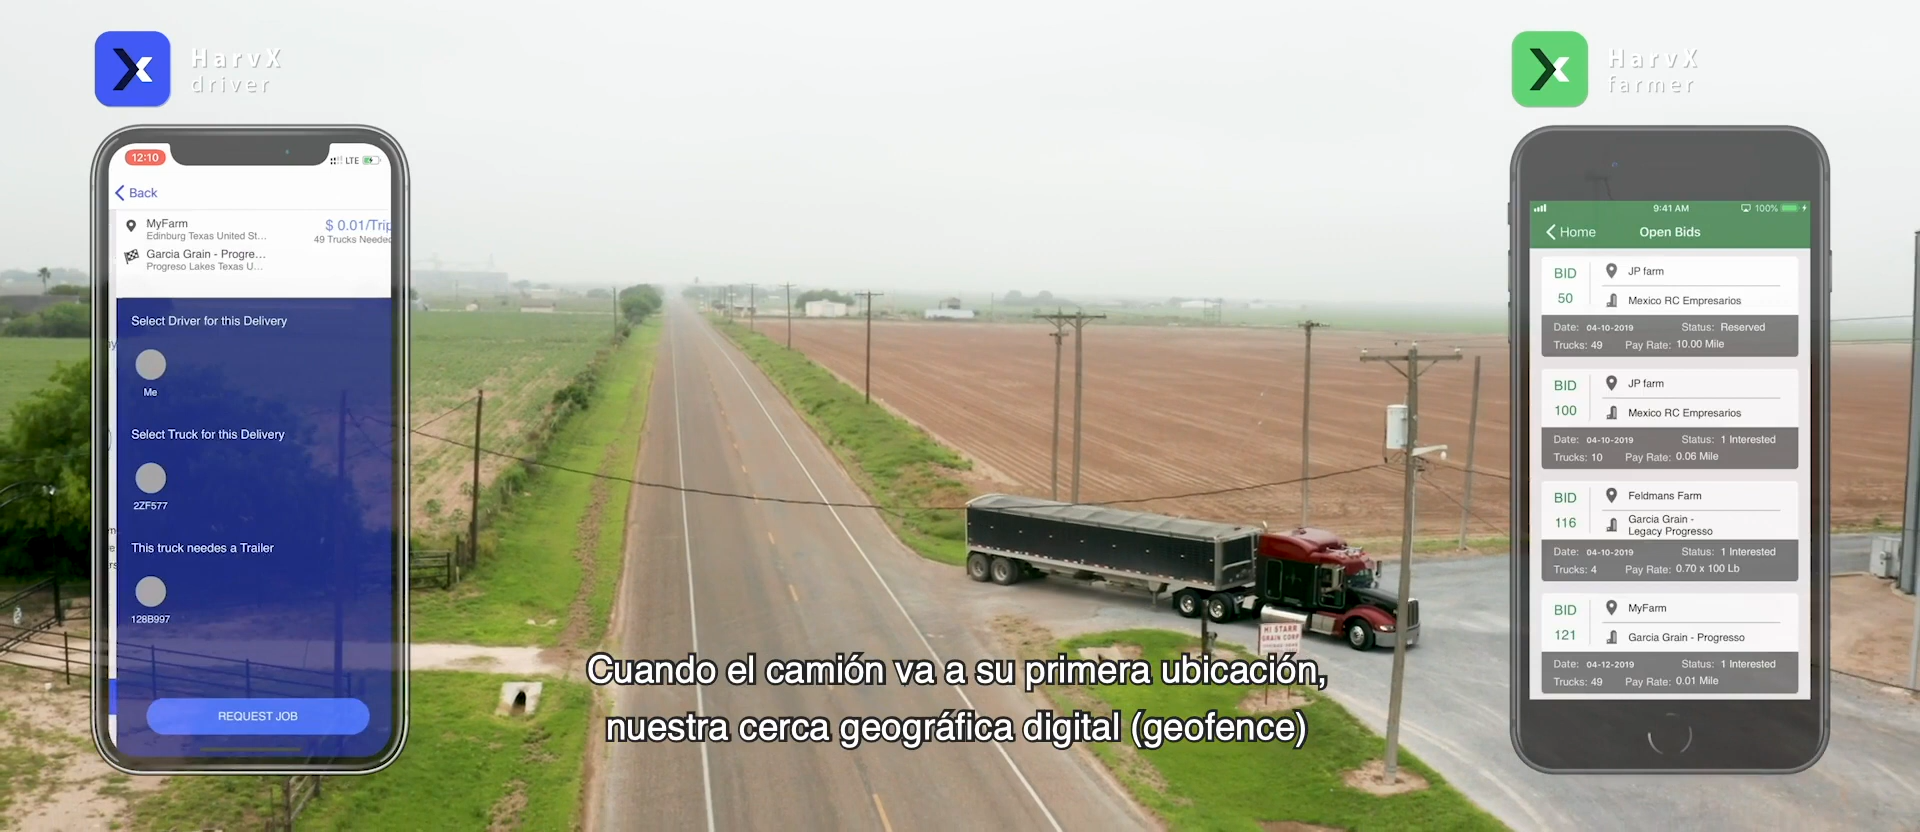 HarvX
driver
12:10
LTE
Back
MyFarm
$ 0.01/Trip
Edinburg Texas United St...
49 Trucks Needed
Garcia Grain - Progre...
Progreso Lakes Texas U...
Select Driver for this Delivery
Me
Select Truck for this Delivery
2ZF577
This truck needes a Trailer
128B997
REQUEST JOB
HarvX
farmer
9:41 AM
100%
Home
Open Bids
BID
50
JP farm
Mexico RC Empresarios
Date: 04-10-2019 Status: Reserved
Trucks: 49 Pay Rate: 10.00 Mile
BID
100
JP farm
Mexico RC Empresarios
Date: 04-10-2019 Status: 1 Interested
Trucks: 10 Pay Rate: 0.06 Mile
BID
116
Feldmans Farm
Garcia Grain -
Legacy Progresso
Date: 04-10-2019 Status: 1 Interested
Trucks: 4 Pay Rate: 0.70 x 100 Lb
BID
121
MyFarm
Garcia Grain - Progresso
Date: 04-12-2019 Status: 1 Interested
Trucks: 49 Pay Rate: 0.01 Mile
HI STARR
GRAIN CORP
Cuando el camión va a su primera ubicación,
nuestra cerca geográfica digital (geofence)